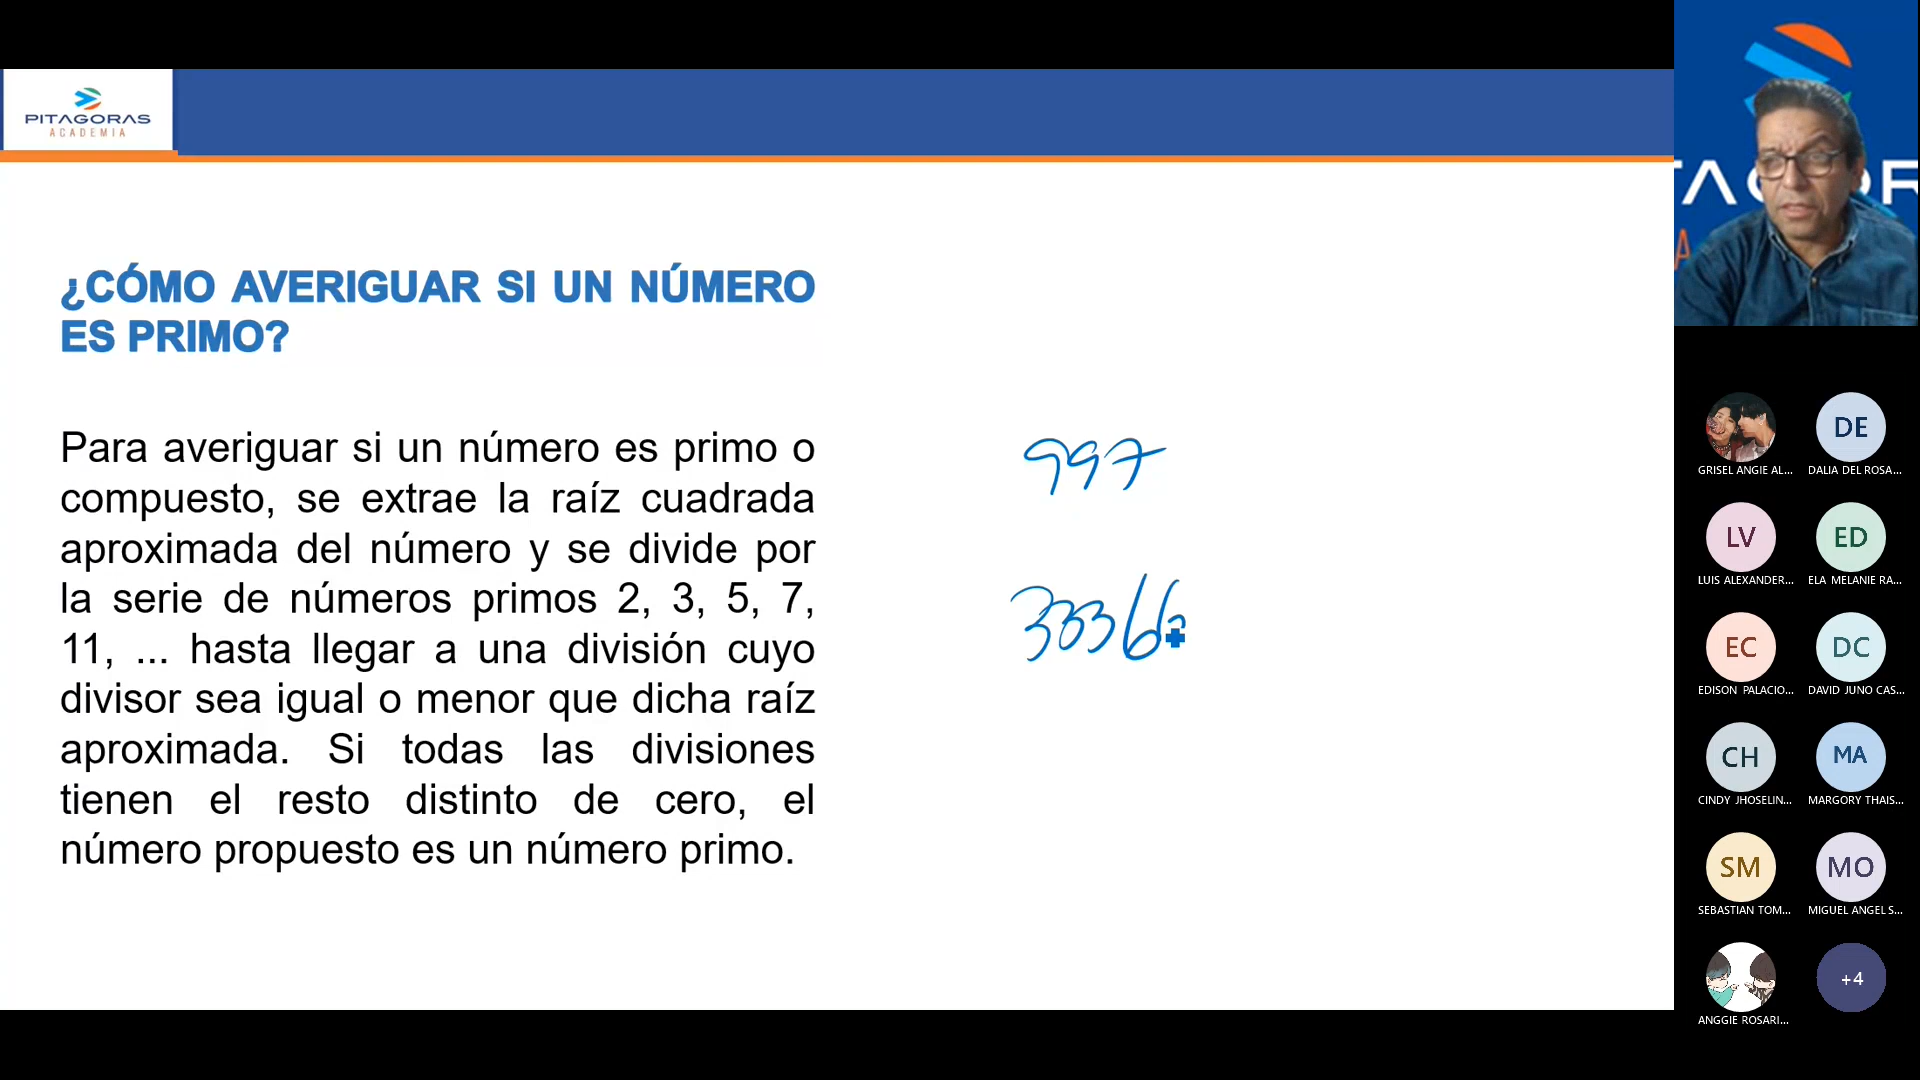 PITAGORAS
ACADEMIA
¿CÓMO AVERIGUAR SI UN NÚMERO
ES PRIMO?
Para averiguar si un número es primo o
compuesto, se extrae la raíz cuadrada
aproximada del número y se divide por
la serie de números primos 2, 3, 5, 7,
11, ... hasta llegar a una división cuyo
divisor sea igual o menor que dicha raíz
aproximada. Si todas las divisiones
tienen el resto distinto de cero, el
número propuesto es un número primo.
997
GRISEL ANGIE AL...
DE
DALIA DEL ROSA...
LV
LUIS ALEXANDER...
ED
ELA MELANIE RA...
EC
EDISON PALACIO...
DC
DAVID JUNO CAS...
CH
CINDY JHOSELIN...
MA
MARGORY THAIS...
SM
SEBASTIAN TOM...
MO
MIGUEL ANGEL S...
ANGGIE ROSARI...
+4